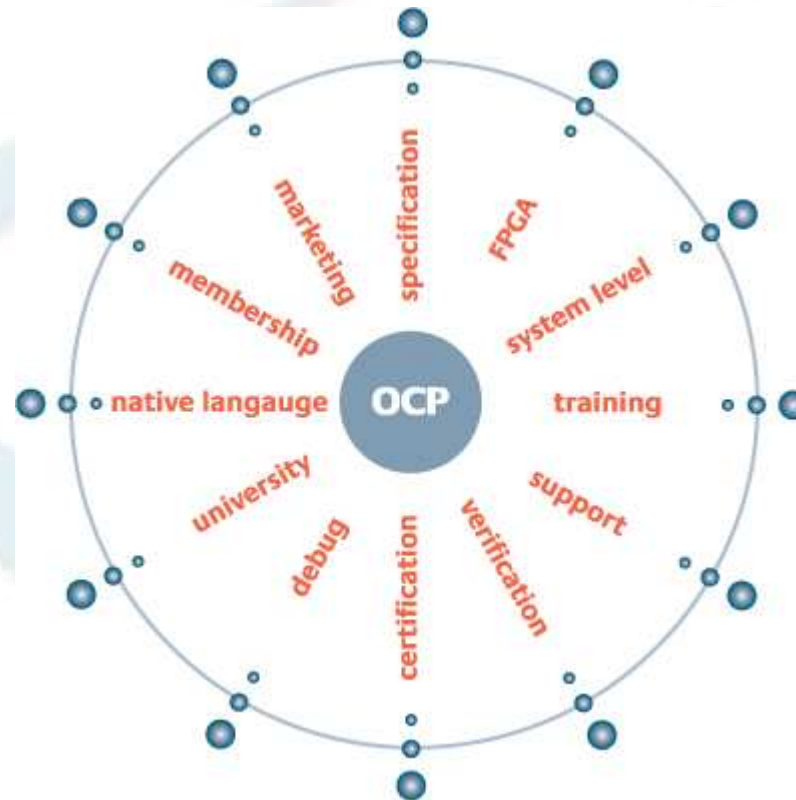 specification
FPGA
system level
training
support
verification
certification
debug
university
native langauge
membership
marketing
OCP